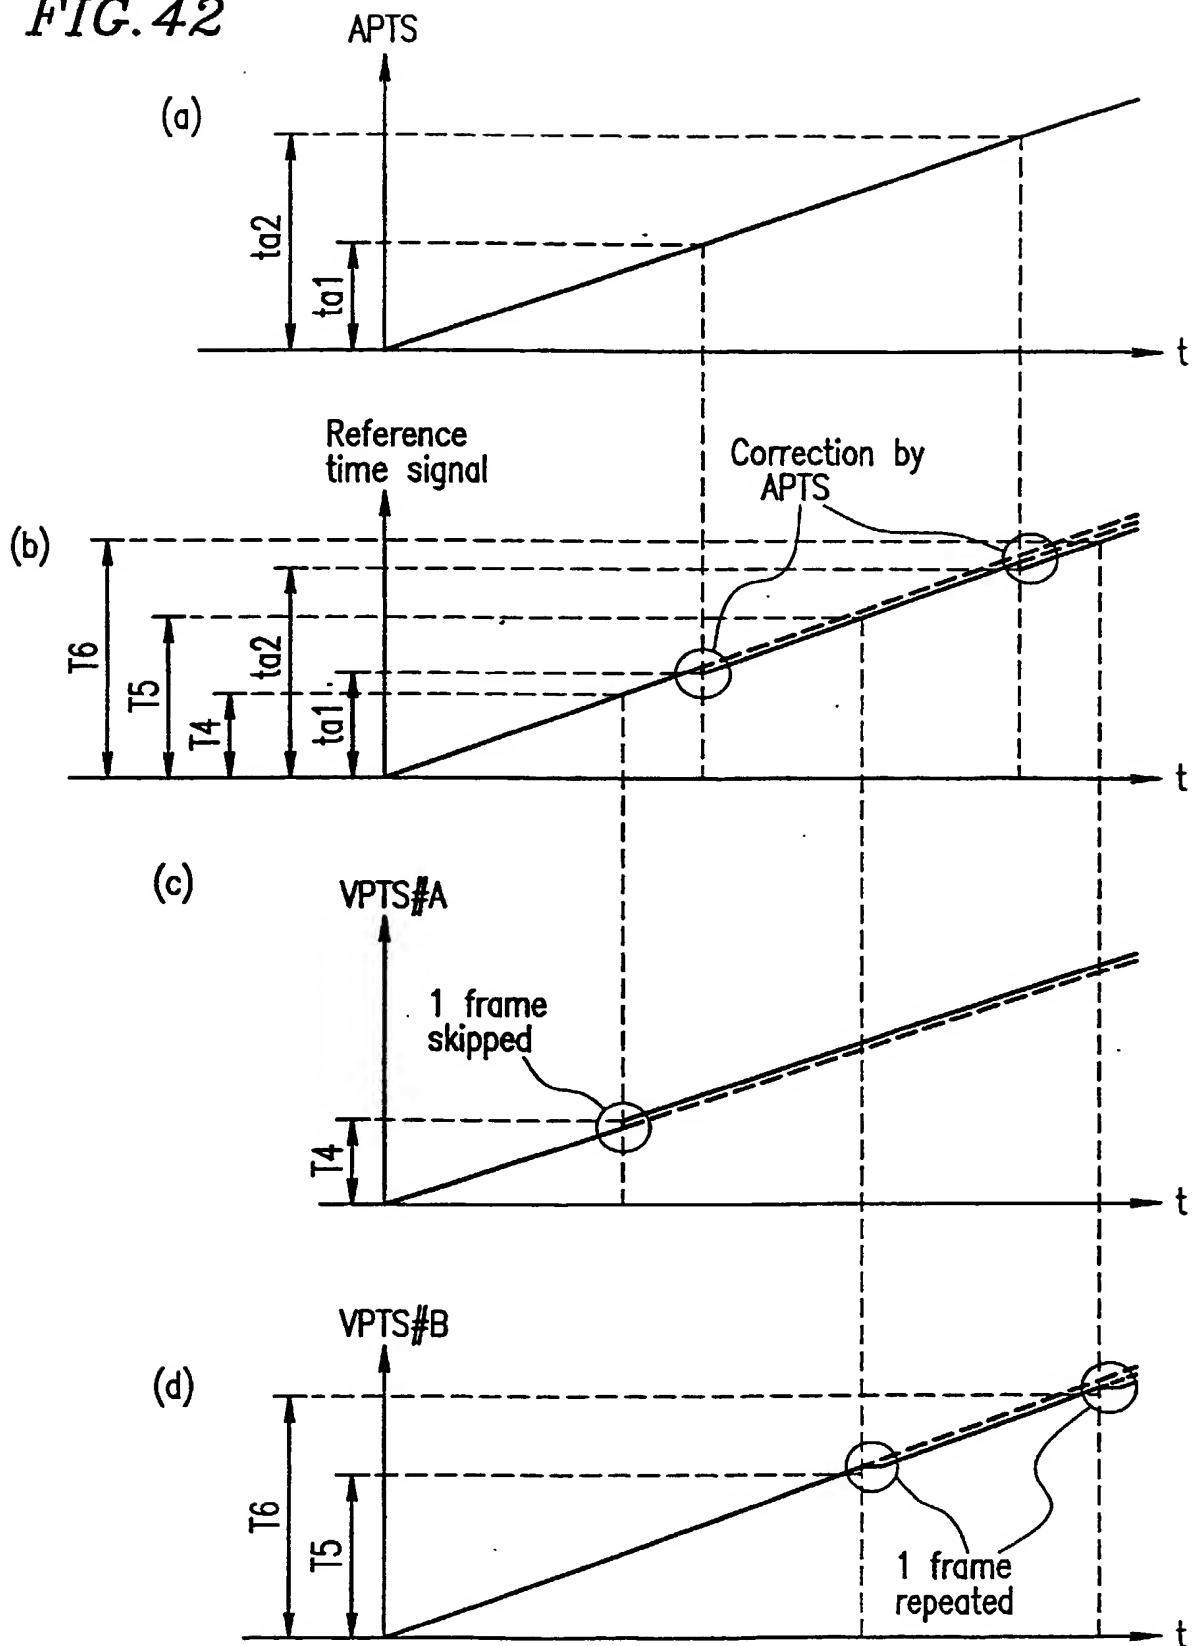 FIG. 42
APTS
(a)
ta2
ta1
t
Reference
time signal
Correction by
APTS
(b)
T6
T5
T4
ta2
ta1
t
(c)
VPTS#A
1 frame
skipped
T4
t
VPTS#B
(d)
T6
T5
1 frame
repeated
t